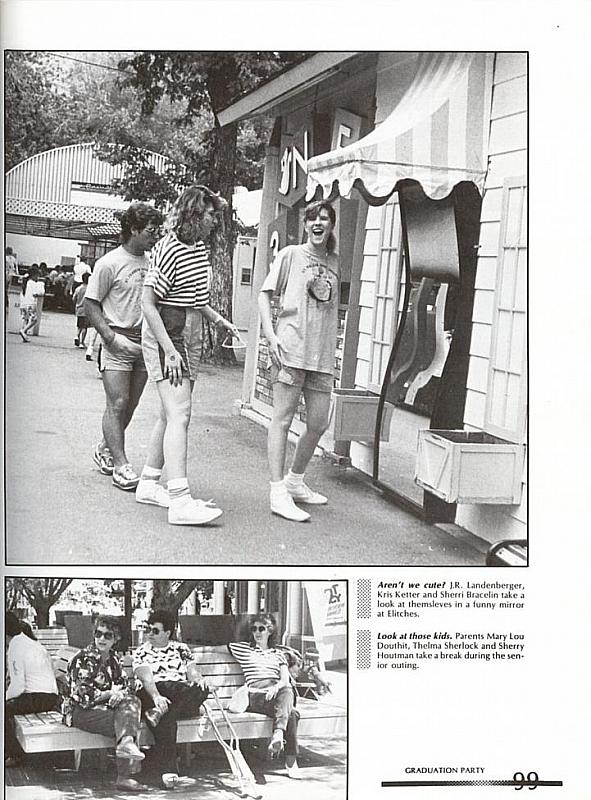 Aren't we cute? J.R. Landenberger,
Kris Ketter and Sherri Bracelin take a
look at themsleves in a funny mirror
at Elitches.
Look at those kids. Parents Mary Lou
Douthit, Thelma Sherlock and Sherry
Houtman take a break during the sen-
ior outing.
GRADUATION PARTY
99